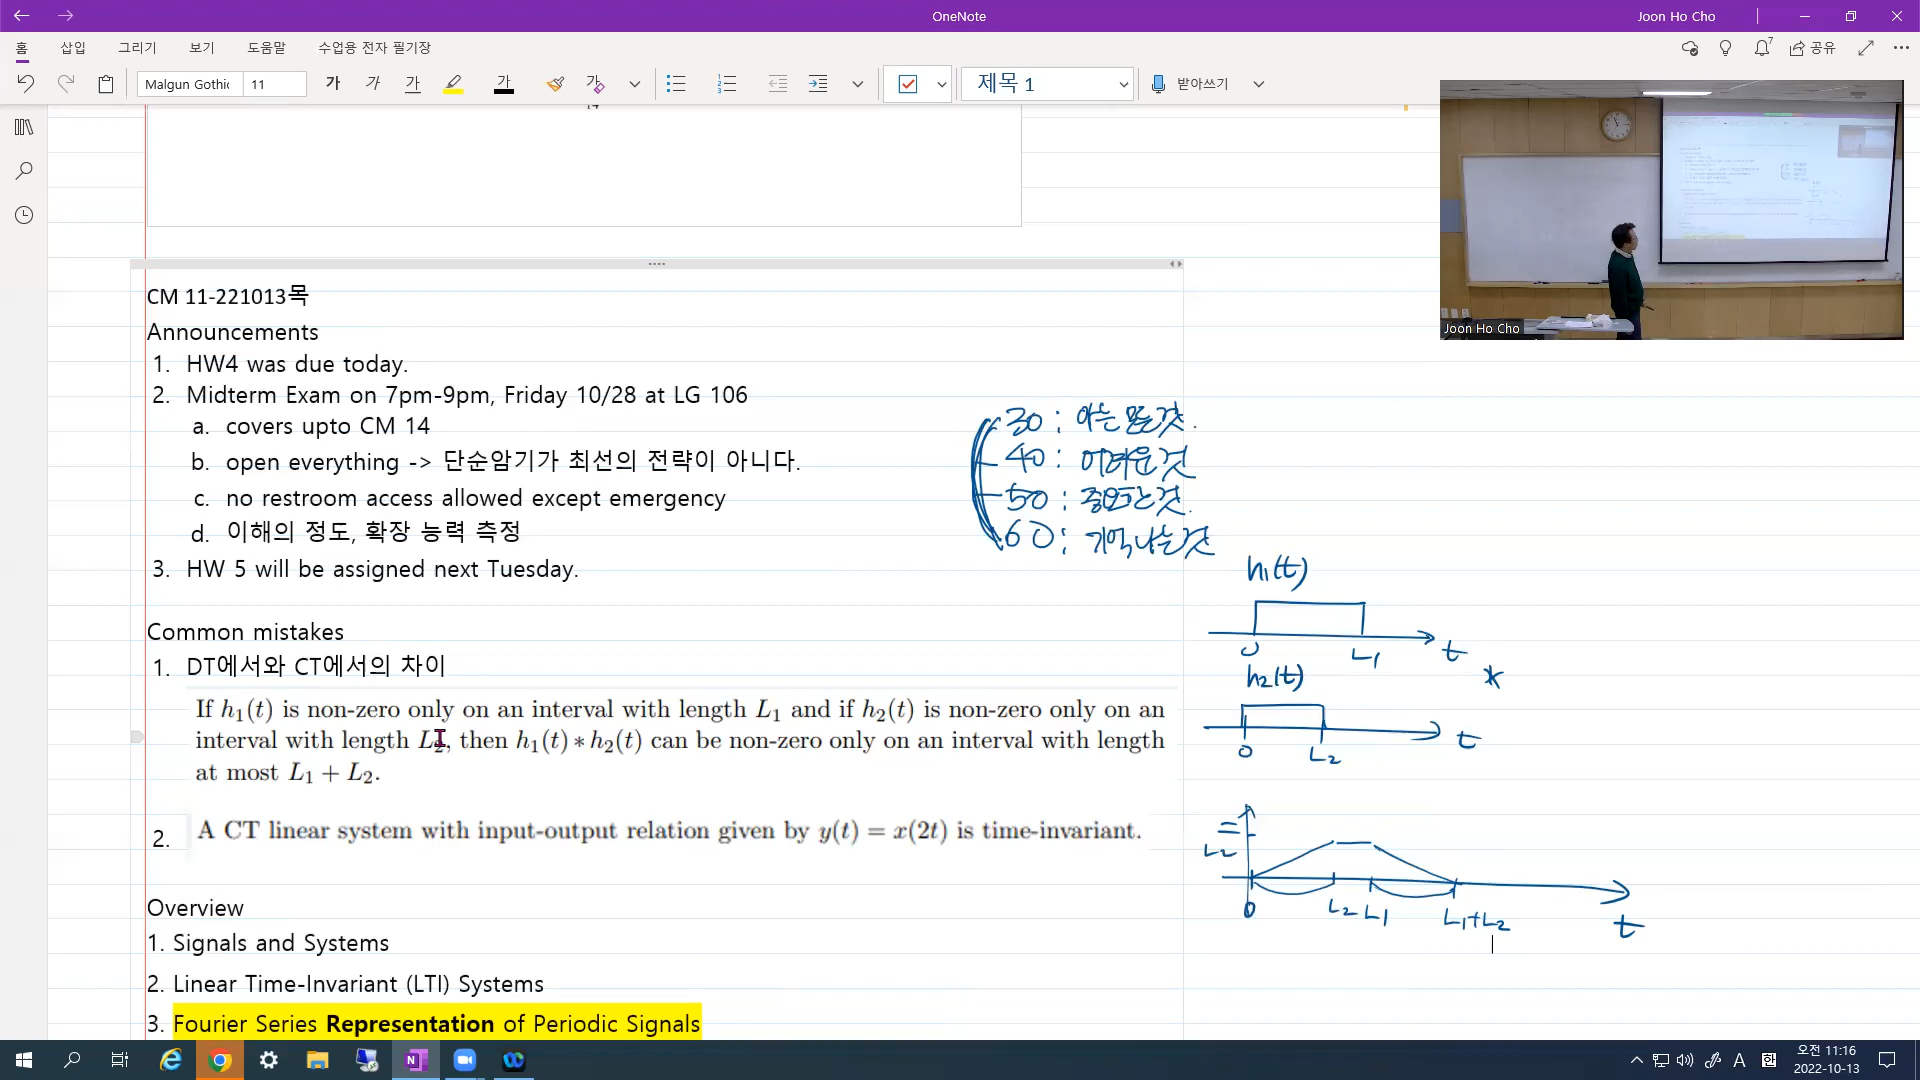 OneNote
Joon Ho Cho
홈 삽입 그리기 보기 도움말 수업용 전자 필기장
공유
Malgun Gothic 11 가 가 가 가 제목 1 받아쓰기
14
Joon Ho Cho
CM 11-221013목
Announcements
1. HW4 was due today.
2. Midterm Exam on 7pm-9pm, Friday 10/28 at LG 106
a. covers upto CM 14
b. open everything -> 단순암기가 최선의 전략이 아니다.
c. no restroom access allowed except emergency
d. 이해의 정도, 확장 능력 측정
3. HW 5 will be assigned next Tuesday.
30 : 아는 모든것.
40 : 어려운 것
50 : 중요한 것.
60 : 기억나는 것
h₁(t)
0 L₁ t
*
h₂(t)
0 L₂ t
Common mistakes
1. DT에서와 CT에서의 차이
If h₁(t) is non-zero only on an interval with length L₁ and if h₂(t) is non-zero only on an
interval with length L₂, then h₁(t) * h₂(t) can be non-zero only on an interval with length
at most L₁ + L₂.
2. A CT linear system with input-output relation given by y(t) = x(2t) is time-invariant.
=
L₂
0 L₂ L₁ L₁+L₂ t
Overview
1. Signals and Systems
2. Linear Time-Invariant (LTI) Systems
3. Fourier Series Representation of Periodic Signals
A 한 오전 11:16
2022-10-13